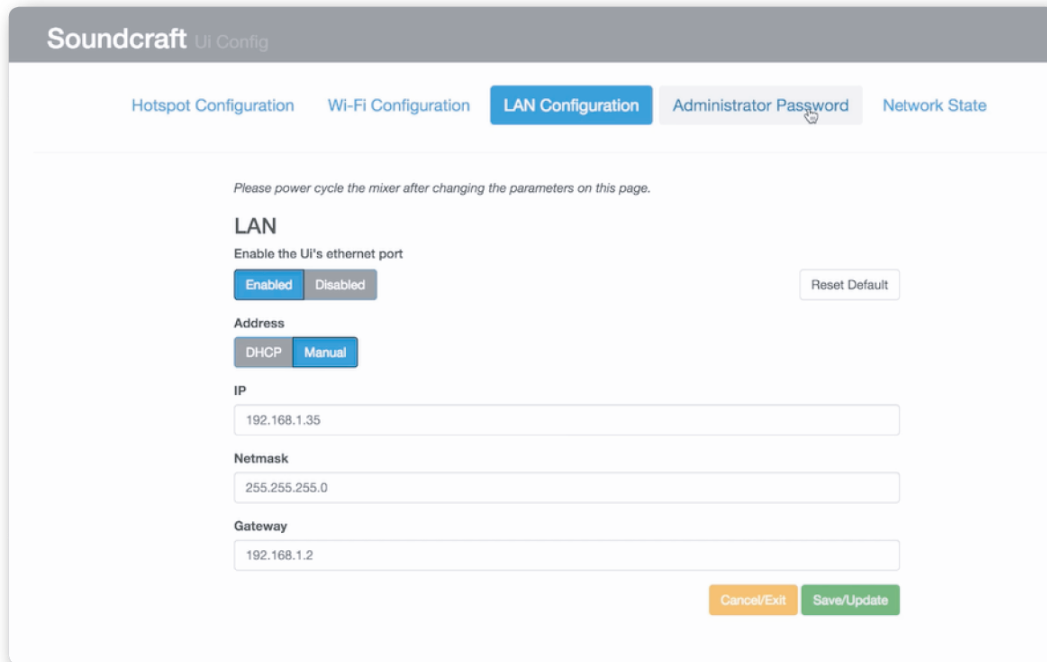 Soundcraft Ui Config
Hotspot Configuration Wi-Fi Configuration LAN Configuration Administrator Password Network State
Please power cycle the mixer after changing the parameters on this page.
LAN
Enable the Ui's ethernet port
Enabled Disabled Reset Default
Address
DHCP Manual
IP
192.168.1.35
Netmask
255.255.255.0
Gateway
192.168.1.2
Cancel/Exit Save/Update